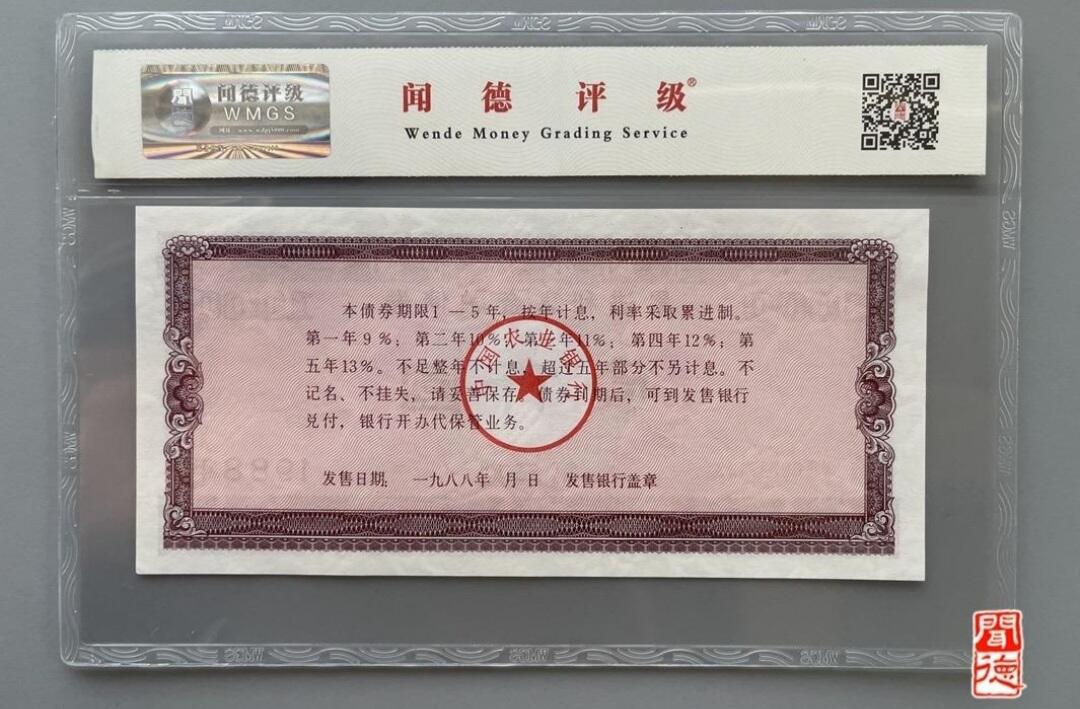 闻德评级
WMGS
闻德评级®
Wende Money Grading Service
本债券期限1—5年，按年计息，利率采取累进制。
第一年9%；第二年10%；第三年11%；第四年12%；第
五年13%。不足整年不计息，超过五年部分不另计息。不
记名、不挂失，请妥善保存。债券到期后，可到发售银行
兑付，银行开办代保管业务。
中国农业银行
发售日期：一九八八年 月 日 发售银行盖章
聞德